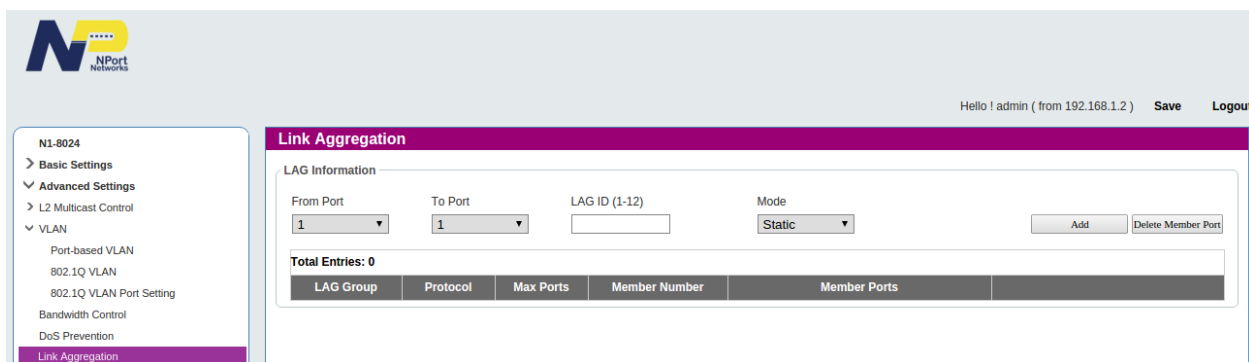 NP
NPort
Networks
Hello ! admin ( from 192.168.1.2 ) Save Logout
N1-8024
Basic Settings
Advanced Settings
L2 Multicast Control
VLAN
Port-based VLAN
802.1Q VLAN
802.1Q VLAN Port Setting
Bandwidth Control
DoS Prevention
Link Aggregation
Link Aggregation
LAG Information
From Port To Port LAG ID (1-12) Mode
1 1 Static Add Delete Member Port
Total Entries: 0
LAG Group Protocol Max Ports Member Number Member Ports